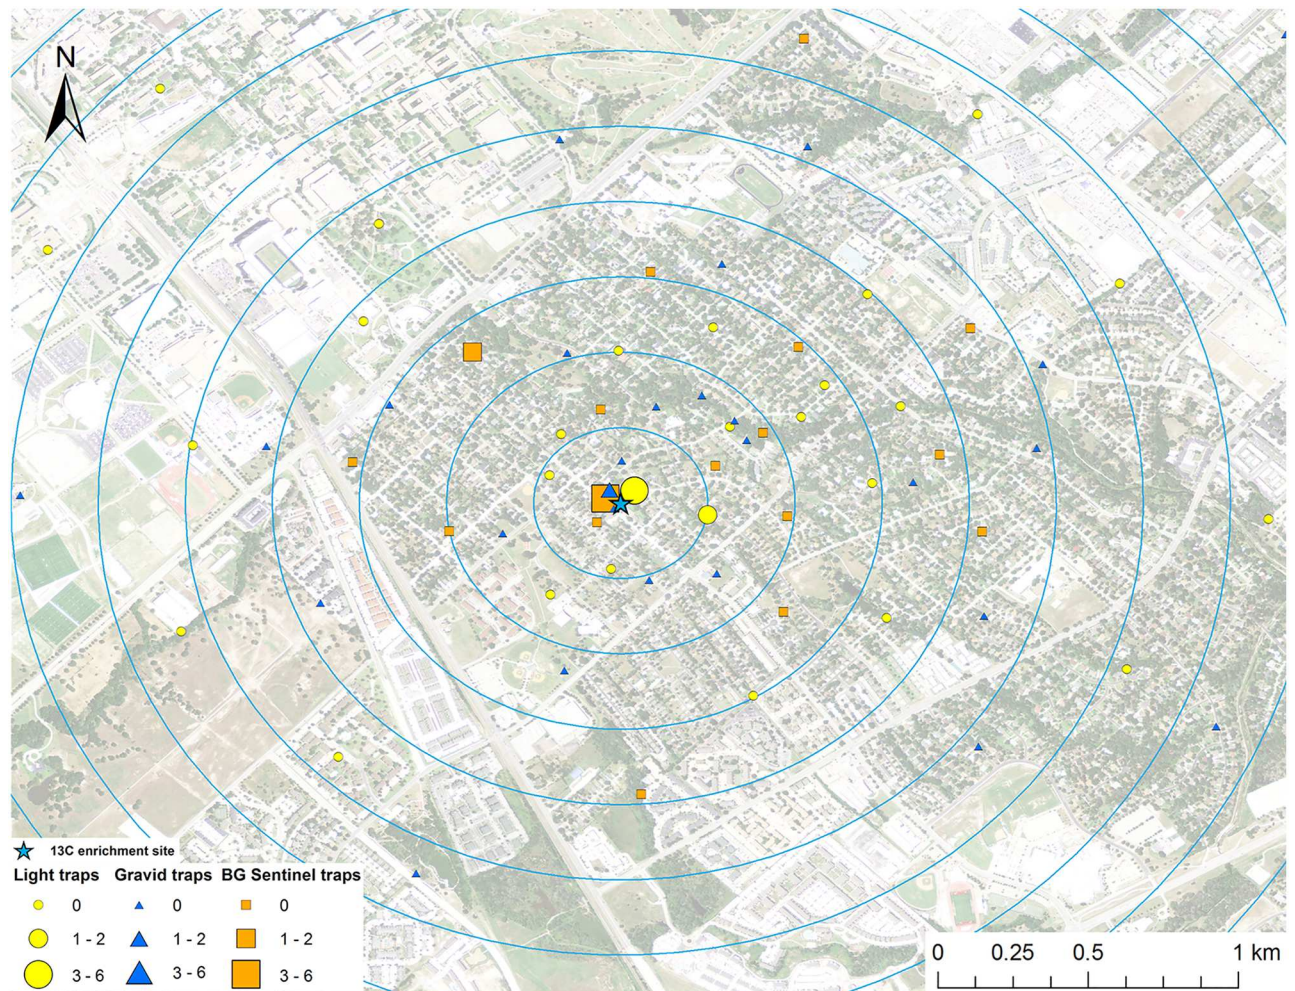 N
13C enrichment site
Light traps Gravid traps BG Sentinel traps
0 0 0
1 - 2 1 - 2 1 - 2
3 - 6 3 - 6 3 - 6
0 0.25 0.5 1 km